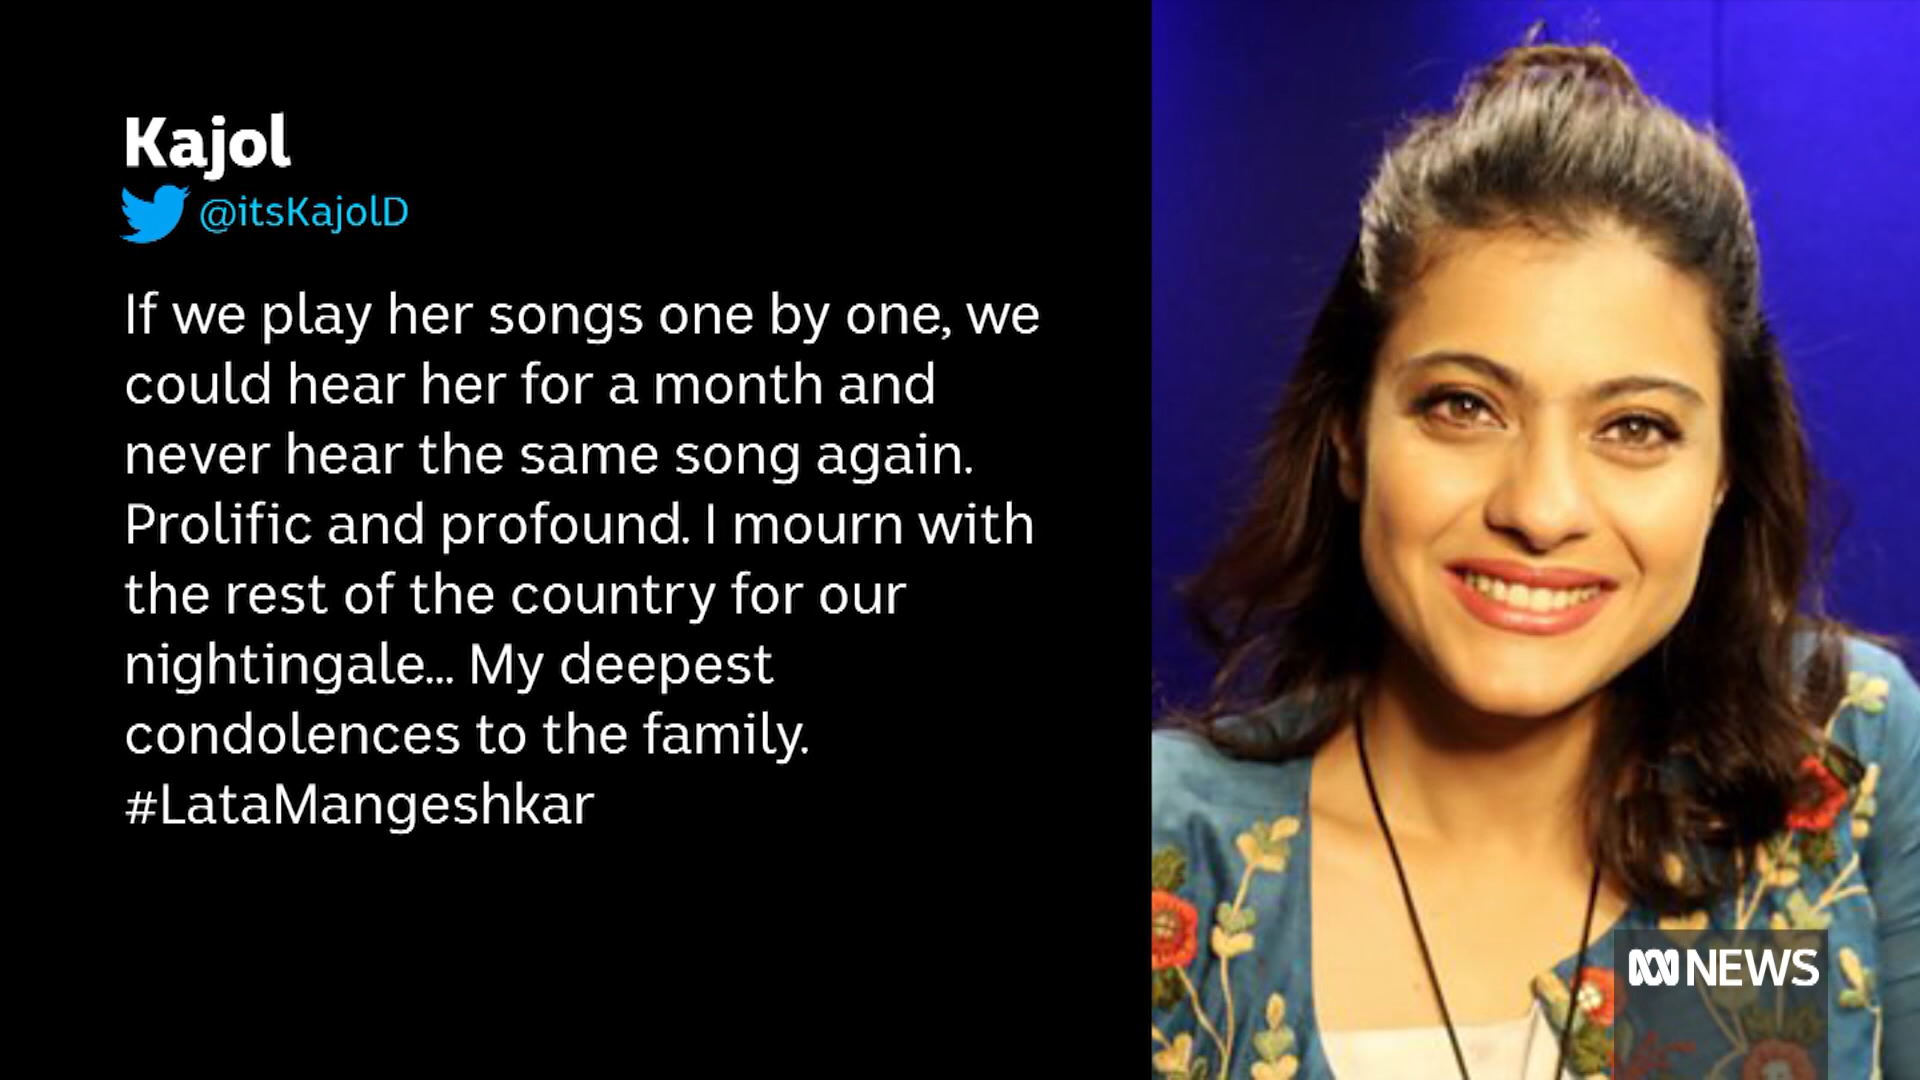 Kajol
@itsKajolD
If we play her songs one by one, we
could hear her for a month and
never hear the same song again.
Prolific and profound. I mourn with
the rest of the country for our
nightingale... My deepest
condolences to the family.
#LataMangeshkar
NEWS